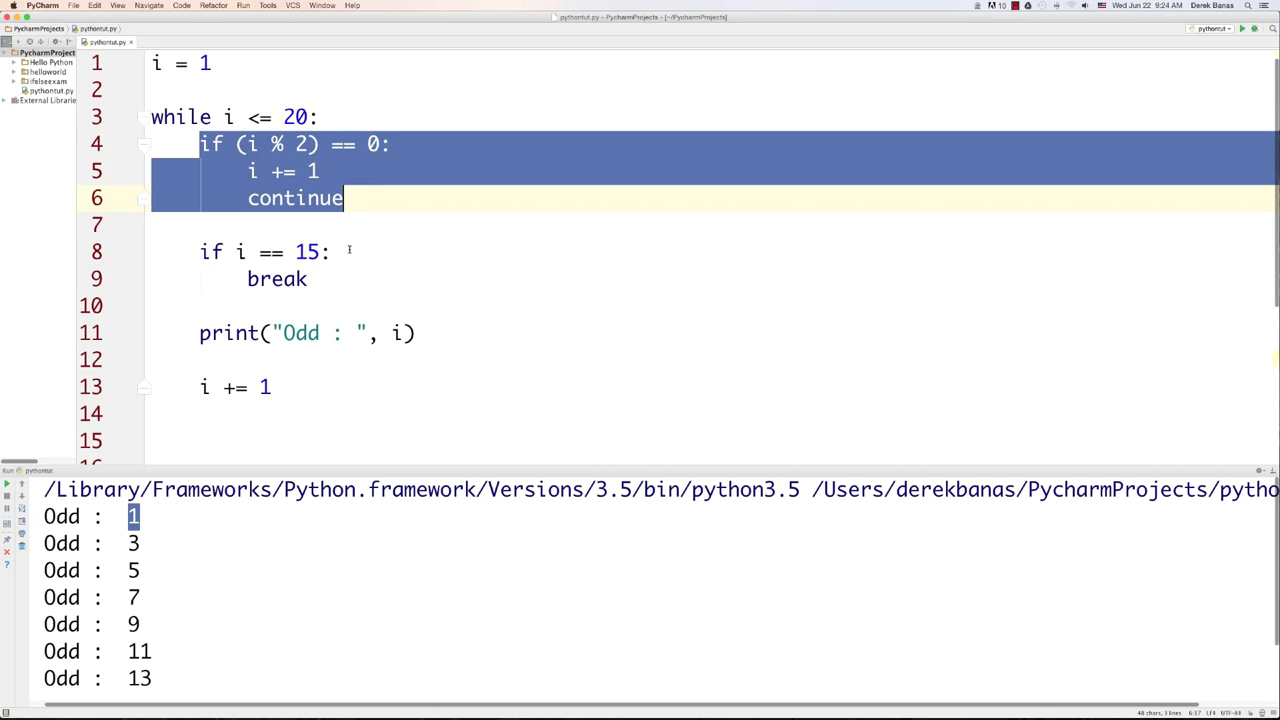 PyCharm File Edit View Navigate Code Refactor Run Tools VCS Window Help
10 Wed Jun 22 9:24 AM Derek Banas
pythontut.py - PycharmProjects - [~/PycharmProjects]
PycharmProjects pythontut.py
pythontut
pythontut.py ×
PycharmProject
Hello Python
helloworld
ifelseexam
pythontut.py
External Librarie
1 i = 1
2
3 while i <= 20:
4 if (i % 2) == 0:
5 i += 1
6 continue
7
8 if i == 15:
9 break
10
11 print("Odd : ", i)
12
13 i += 1
14
15
16
Run pythontut
/Library/Frameworks/Python.framework/Versions/3.5/bin/python3.5 /Users/derekbanas/PycharmProjects/pytho
Odd : 1
Odd : 3
Odd : 5
Odd : 7
Odd : 9
Odd : 11
Odd : 13
48 chars, 3 lines 6:17 LF‡ UTF-8‡